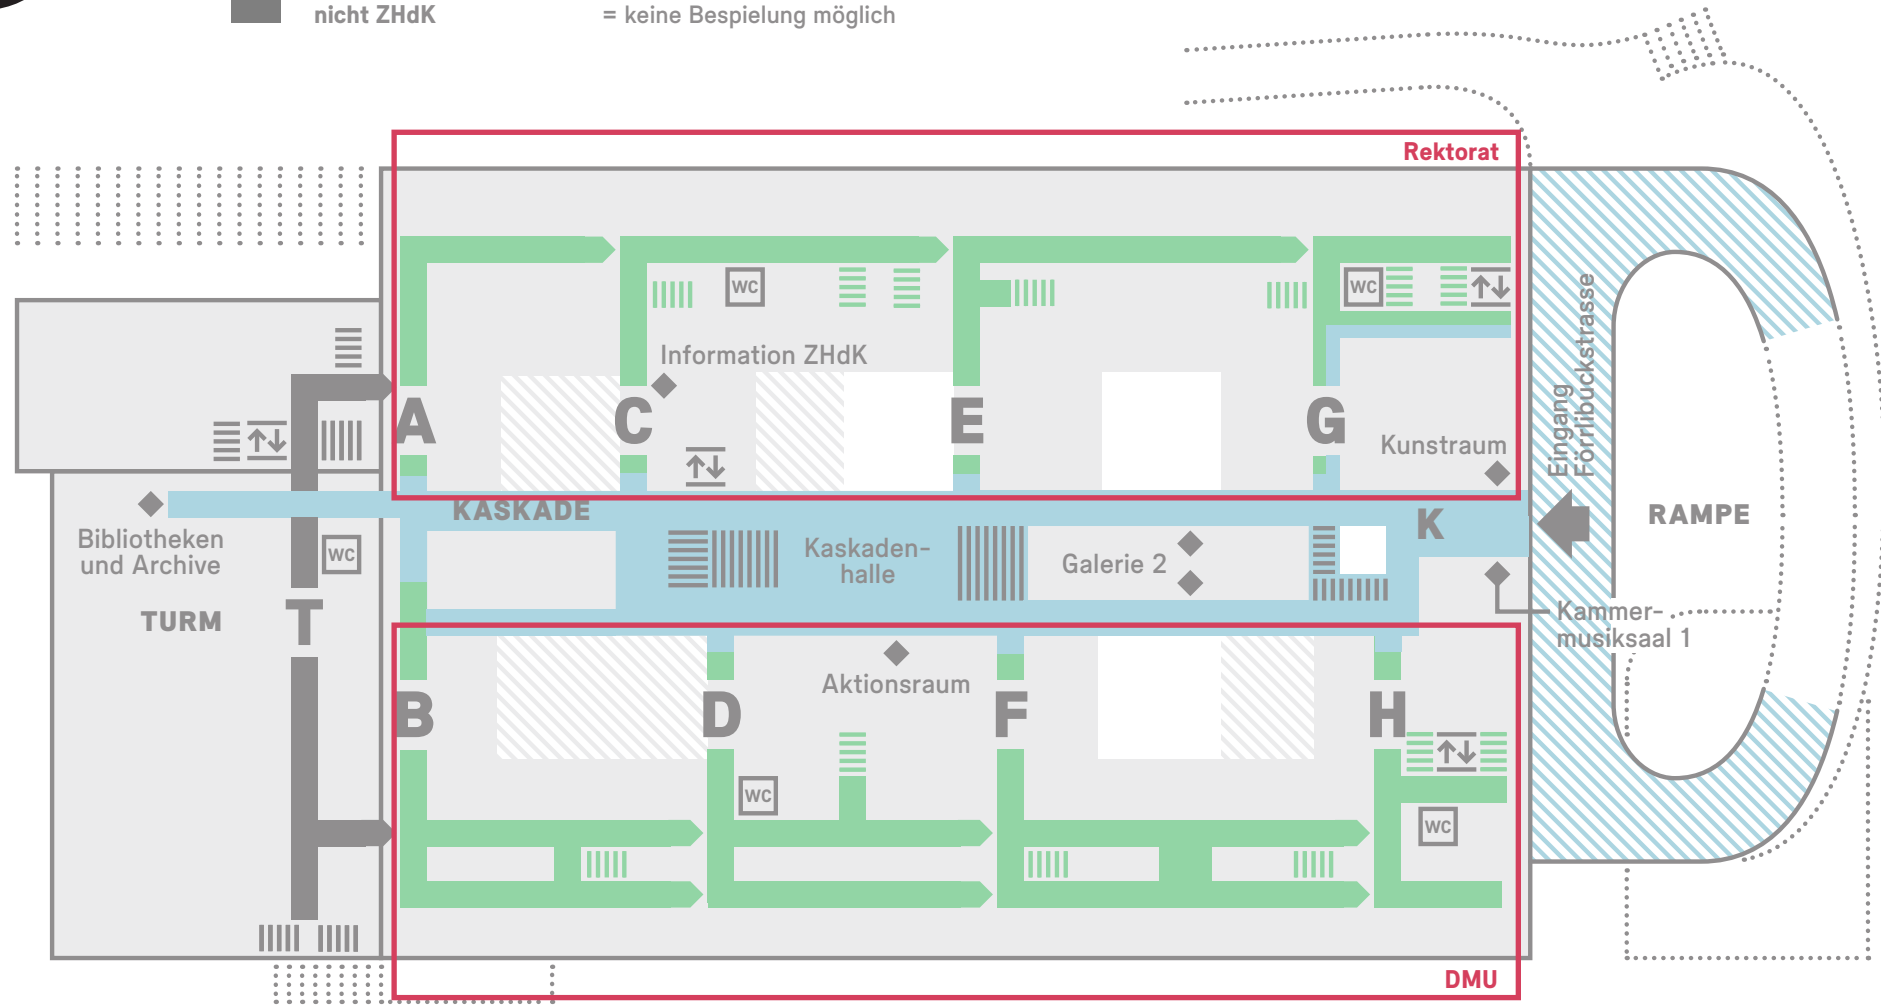 nicht ZHdK = keine Bespielung möglich
Rektorat
WC
WC
Information ZHdK
A
C
E
G
Kunstraum
Eingang
Förrlibuckstrasse
KASKADE
K
RAMPE
Bibliotheken
und Archive
WC
Kaskaden-
halle
Galerie 2
TURM
T
Kammer-
musiksaal 1
Aktionsraum
B
D
F
H
WC
WC
DMU